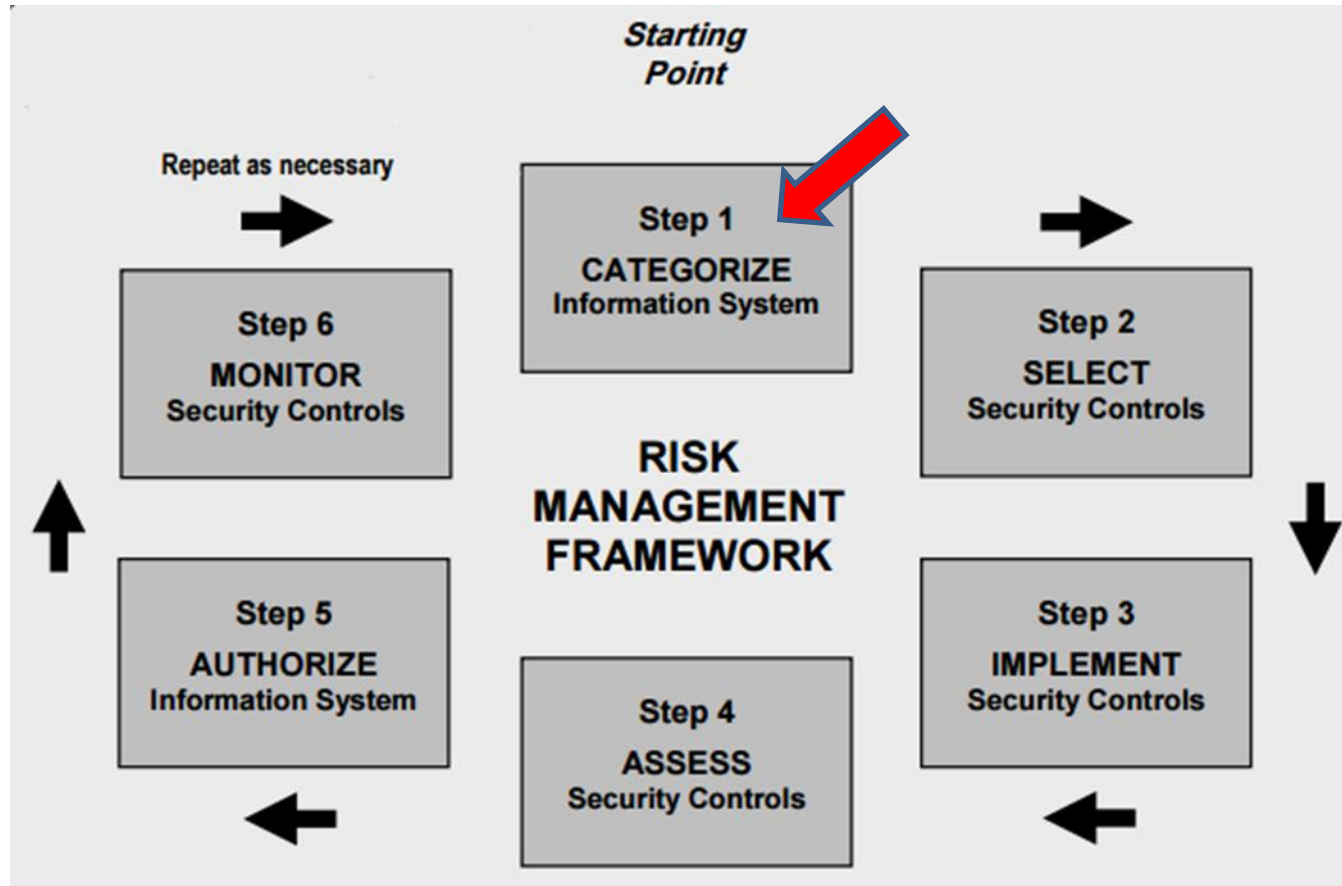 Starting
Point
Repeat as necessary
Step 1
CATEGORIZE
Information System
Step 2
SELECT
Security Controls
Step 3
IMPLEMENT
Security Controls
Step 4
ASSESS
Security Controls
Step 5
AUTHORIZE
Information System
Step 6
MONITOR
Security Controls
RISK
MANAGEMENT
FRAMEWORK